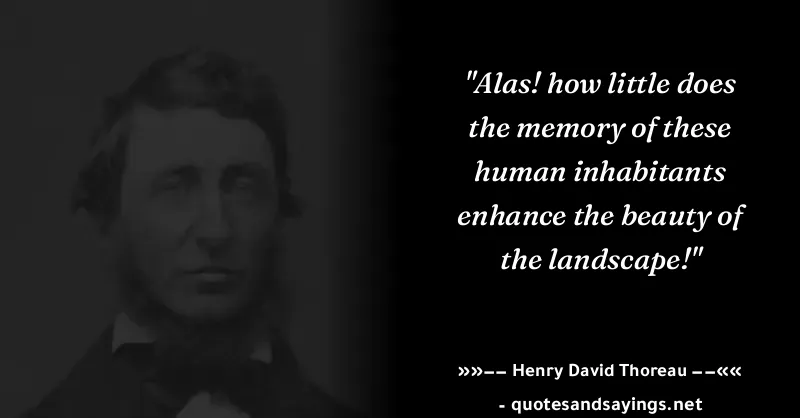 "Alas! how little does
the memory of these
human inhabitants
enhance the beauty of
the landscape!"
»»−− Henry David Thoreau −−««
- quotesandsayings.net